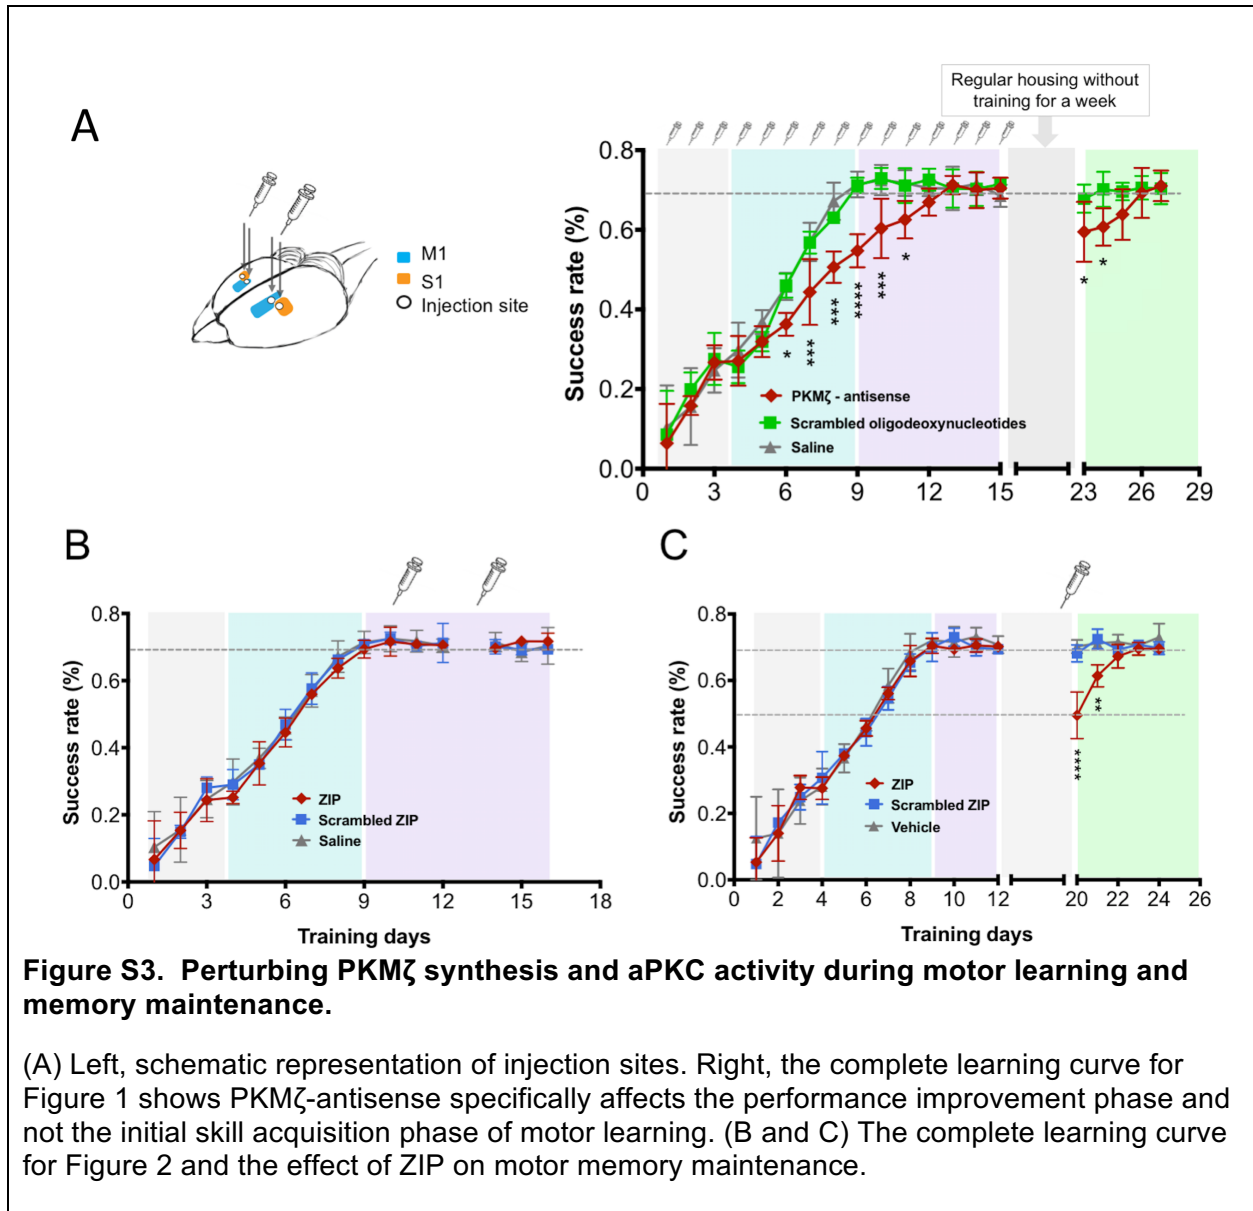 A
Regular housing without
training for a week
M1
S1
Injection site
Success rate (%)
0.8
0.6
0.4
0.2
0.0
* *** *** **** *** * * *
PKMζ - antisense
Scrambled oligodeoxynucleotides
Saline
0 3 6 9 12 15 23 26 29
B
Success rate (%)
0.8
0.6
0.4
0.2
0.0
ZIP
Scrambled ZIP
Saline
0 3 6 9 12 15 18
Training days
C
Success rate (%)
0.8
0.6
0.4
0.2
0.0
**** **
ZIP
Scrambled ZIP
Vehicle
0 2 4 6 8 10 12 20 22 24 26
Training days
Figure S3. Perturbing PKMζ synthesis and aPKC activity during motor learning and
memory maintenance.
(A) Left, schematic representation of injection sites. Right, the complete learning curve for
Figure 1 shows PKMζ-antisense specifically affects the performance improvement phase and
not the initial skill acquisition phase of motor learning. (B and C) The complete learning curve
for Figure 2 and the effect of ZIP on motor memory maintenance.